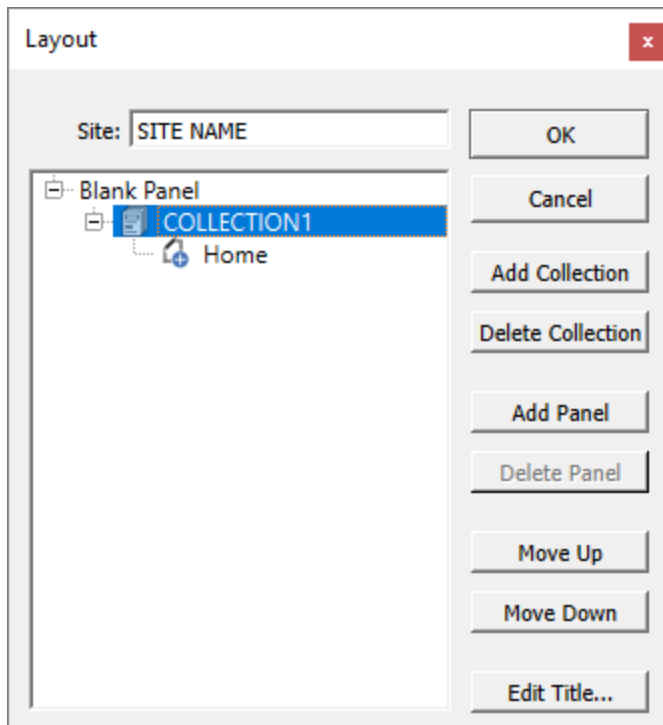 Layout
x
Site: SITE NAME
OK
Blank Panel
Cancel
COLLECTION1
Home
Add Collection
Delete Collection
Add Panel
Delete Panel
Move Up
Move Down
Edit Title...